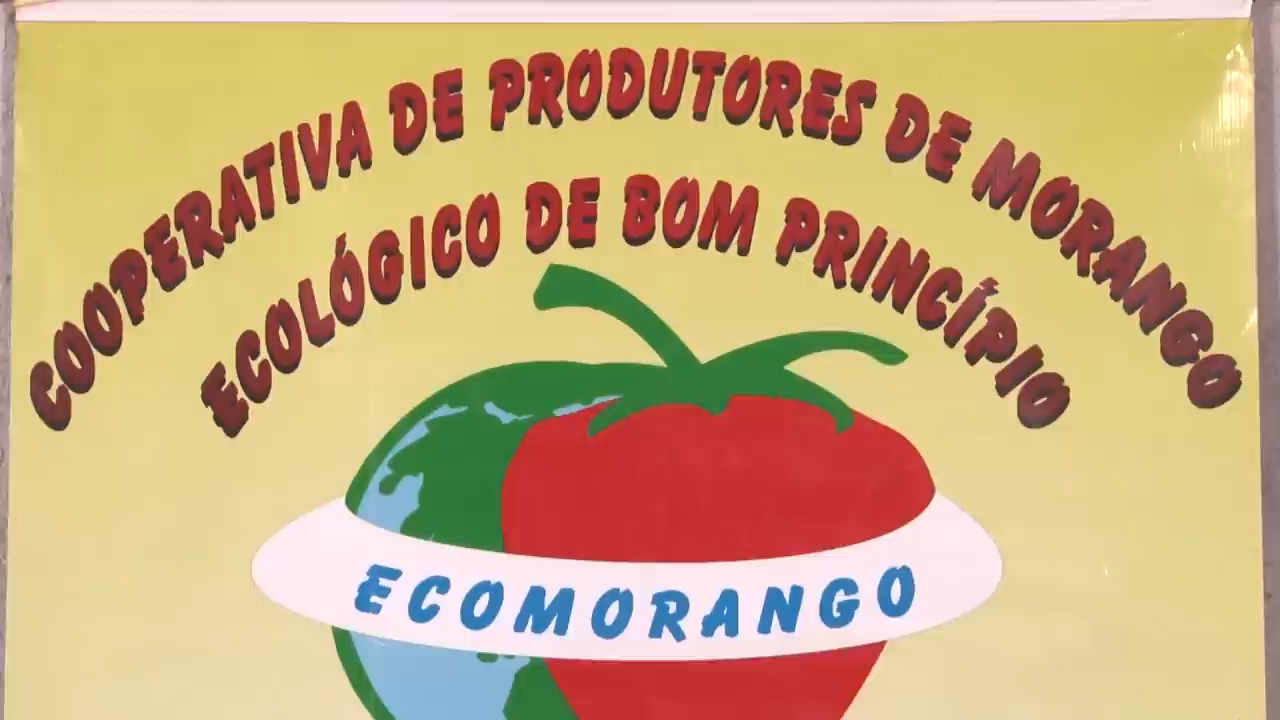 COOPERATIVA DE PRODUTORES DE MORANGO
ECOLÓGICO DE BOM PRINCÍPIO
ECOMORANGO